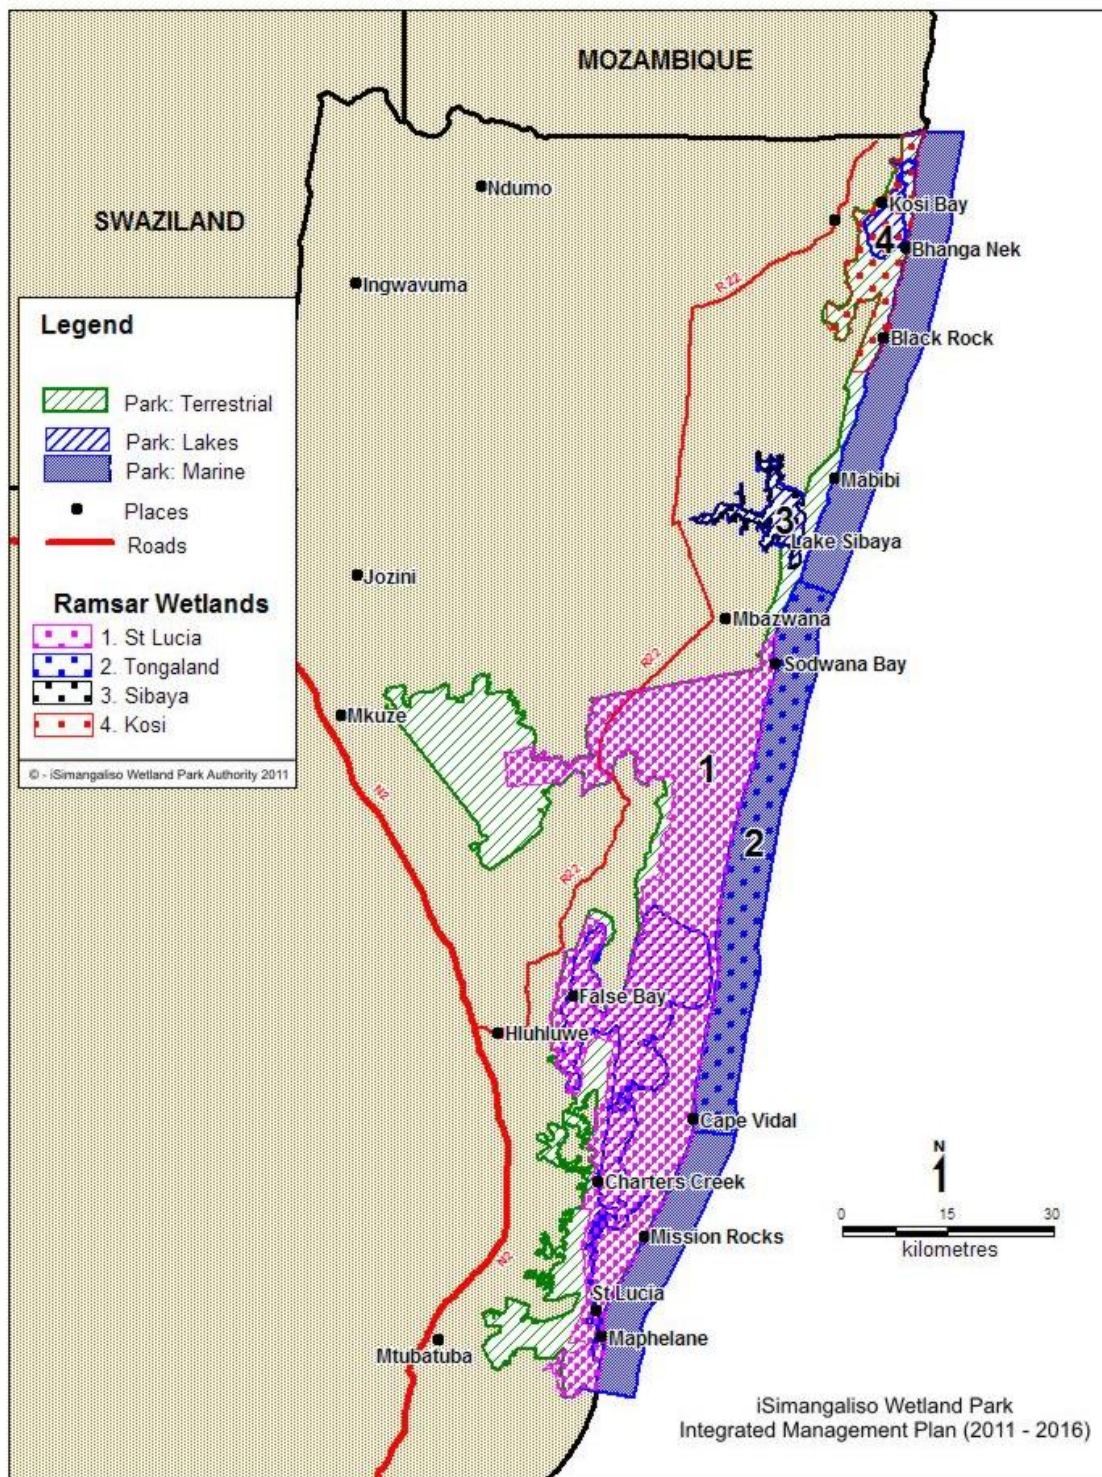 MOZAMBIQUE
Ndumo
SWAZILAND
Kosi Bay
4
Bhanga Nek
Ingwavuma
R 22
Legend
Black Rock
Park: Terrestrial
Park: Lakes
Park: Marine
Places
Roads
Mabibi
3
Lake Sibaya
Jozini
Ramsar Wetlands
1. St Lucia
2. Tongaland
3. Sibaya
4. Kosi
Mbazwana
R22
Sodwana Bay
Mkuze
© - iSimangaliso Wetland Park Authority 2011
N2
1
2
R22
False Bay
Hluhluwe
Cape Vidal
N
Charters Creek
0 15 30
kilometres
Mission Rocks
N2
St Lucia
Maphelane
Mtubatuba
iSimangaliso Wetland Park
Integrated Management Plan (2011 - 2016)